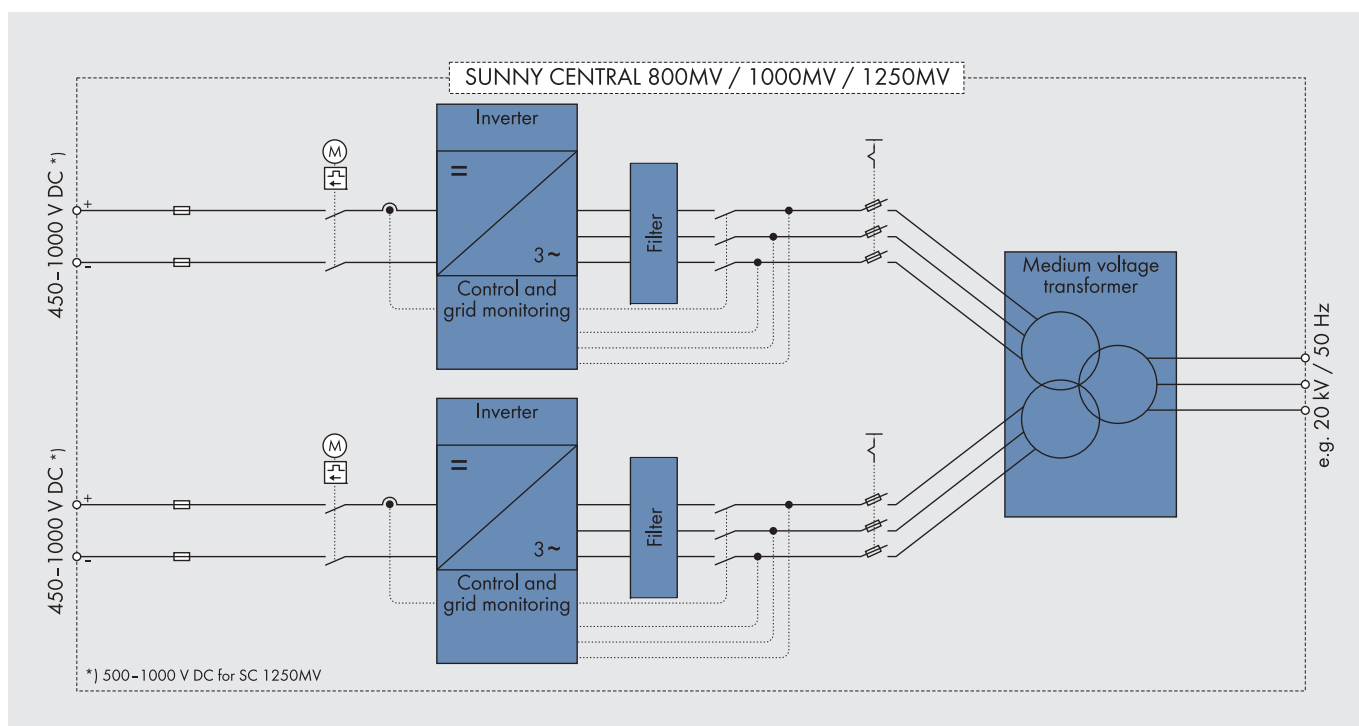 SUNNY CENTRAL 800MV / 1000MV / 1250MV
450–1000 V DC *)
+
-
M
Inverter
=
3~
Control and
grid monitoring
Filter
Medium voltage
transformer
e.g. 20 kV / 50 Hz
450–1000 V DC *)
+
-
M
Inverter
=
3~
Control and
grid monitoring
Filter
*) 500–1000 V DC for SC 1250MV